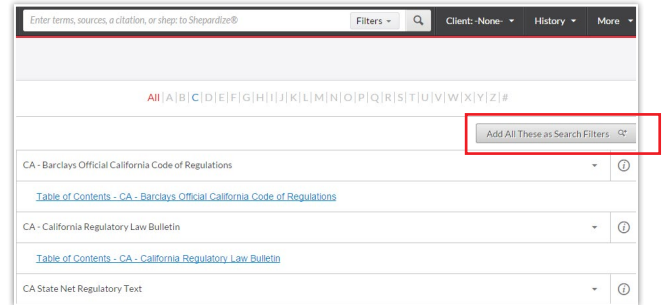 Enter terms, sources, a citation, or shep: to Shepardize® Filters Client: -None- History More
All|A|B|C|D|E|F|G|H|I|J|K|L|M|N|O|P|Q|R|S|T|U|V|W|X|Y|Z|#
Add All These as Search Filters
CA - Barclays Official California Code of Regulations
Table of Contents - CA - Barclays Official California Code of Regulations
CA - California Regulatory Law Bulletin
Table of Contents - CA - California Regulatory Law Bulletin
CA State Net Regulatory Text